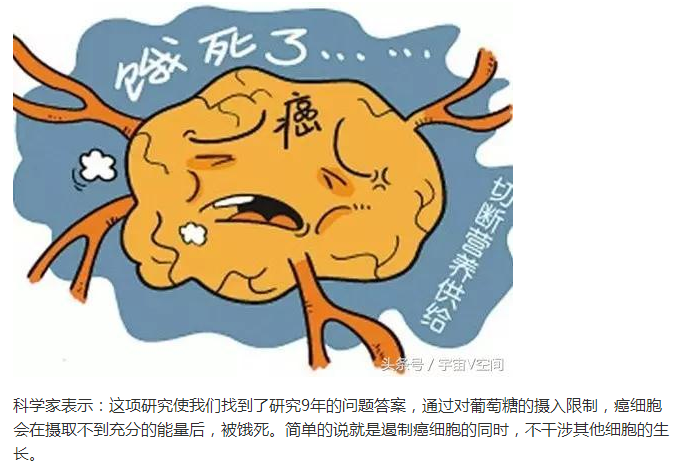 饿死了……
癌
切断营养供给
头条号 / 宇宙V空间
科学家表示：这项研究使我们找到了研究9年的问题答案，通过对葡萄糖的摄入限制，癌细胞
会在摄取不到充分的能量后，被饿死。简单的说就是遏制癌细胞的同时，不干涉其他细胞的生
长。